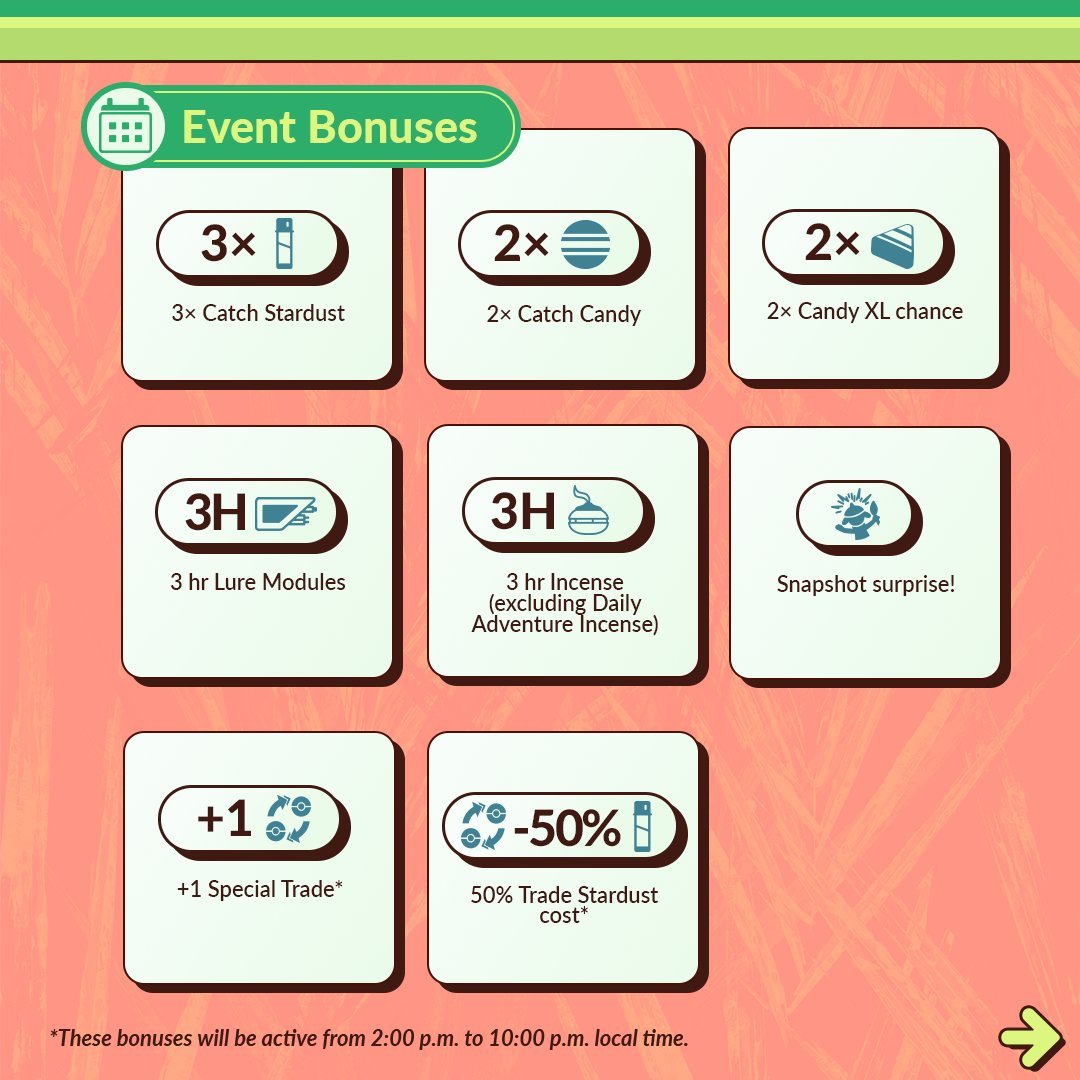 Event Bonuses
3×
3× Catch Stardust
2×
2× Catch Candy
2×
2× Candy XL chance
3H
3 hr Lure Modules
3H
3 hr Incense
(excluding Daily
Adventure Incense)
Snapshot surprise!
+1
+1 Special Trade*
-50%
50% Trade Stardust
cost*
*These bonuses will be active from 2:00 p.m. to 10:00 p.m. local time.